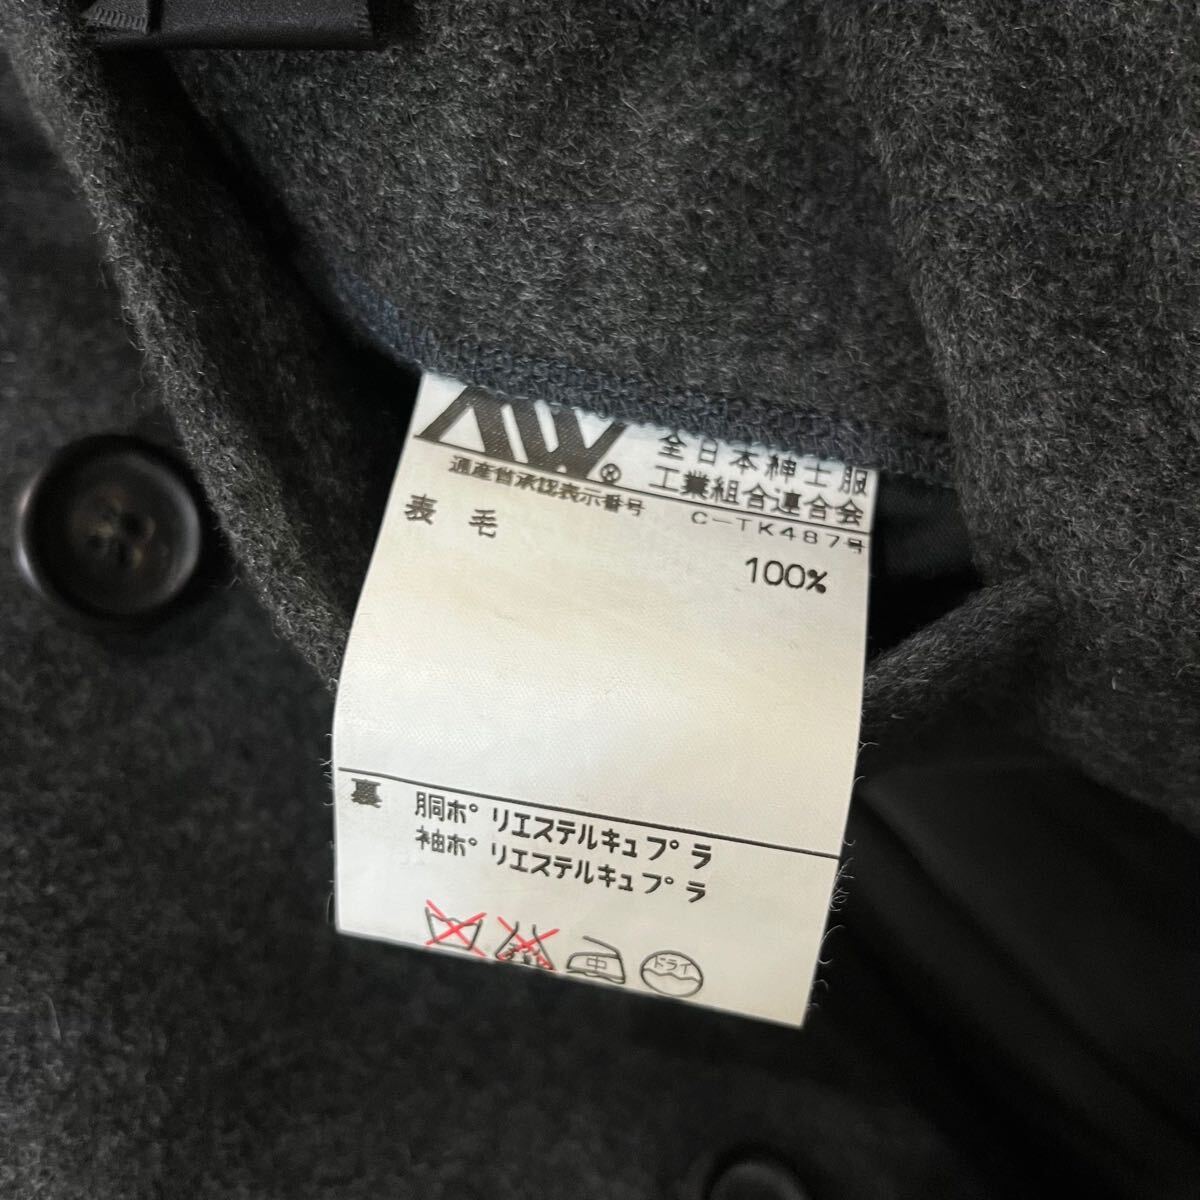 AW®
全日本紳士服
工業組合連合会
通産省承認表示番号 C-TK487号
表 毛
100%
裏 胴ポリエステルキュプラ
袖ポリエステルキュプラ
中
ドライ